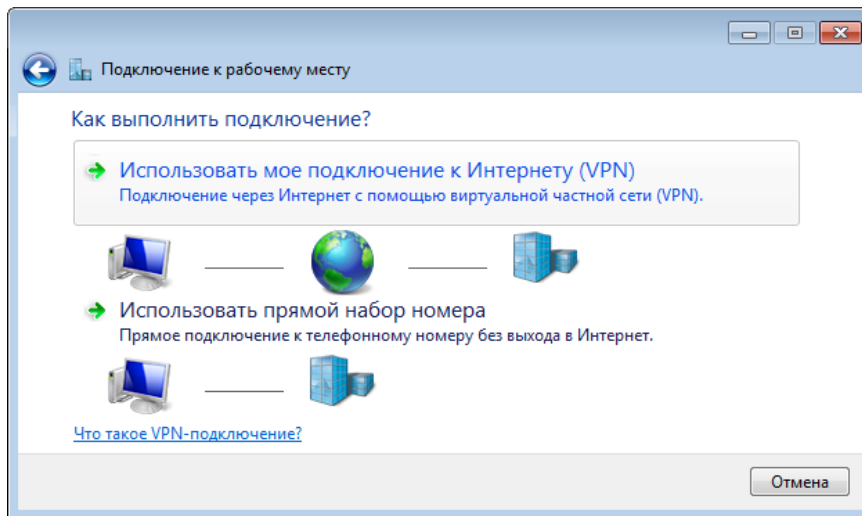 Подключение к рабочему месту
Как выполнить подключение?
Использовать мое подключение к Интернету (VPN)
Подключение через Интернет с помощью виртуальной частной сети (VPN).
Использовать прямой набор номера
Прямое подключение к телефонному номеру без выхода в Интернет.
Что такое VPN-подключение?
Отмена